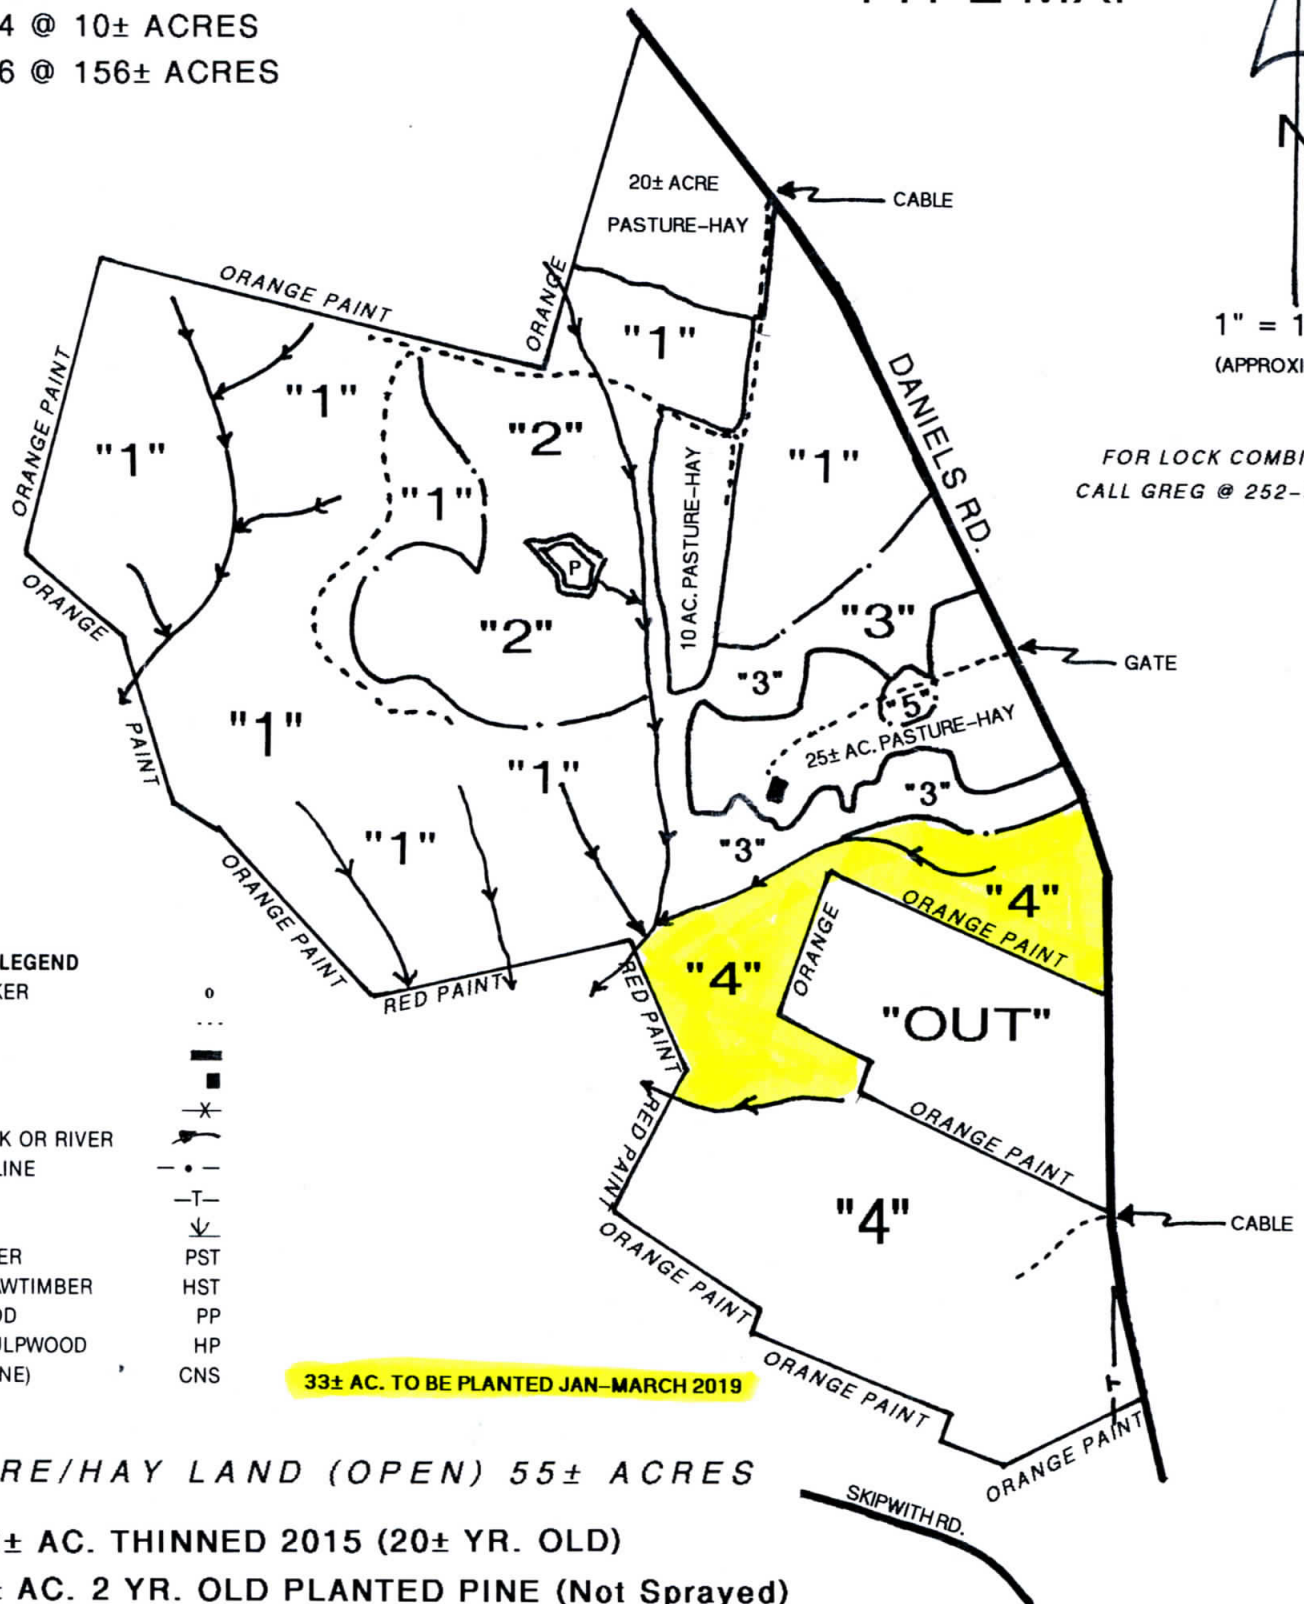 4 @ 10± ACRES
6 @ 156± ACRES
20± ACRE
PASTURE-HAY
CABLE
ORANGE PAINT
ORANGE
"1"
1" = 1
(APPROXI
ORANGE PAINT
"1"
"1"
"2"
"1"
DANIELS RD.
FOR LOCK COMBI
CALL GREG @ 252-
"1"
10 AC. PASTURE-HAY
P
ORANGE
"2"
"3"
GATE
"3"
"5"
PAINT
"1"
25± AC. PASTURE-HAY
"1"
"3"
"1"
"3"
ORANGE PAINT
"4"
ORANGE PAINT
ORANGE
"4"
RED PAINT
RED PAINT
"OUT"
LEGEND
KER
K OR RIVER
LINE
T
ER PST
AWTIMBER HST
OD PP
ULPWOOD HP
NE) CNS
RED PAINT
ORANGE PAINT
"4"
CABLE
ORANGE PAINT
ORANGE PAINT
T
ORANGE PAINT
33± AC. TO BE PLANTED JAN-MARCH 2019
RE/HAY LAND (OPEN) 55± ACRES
SKIPWITH RD.
± AC. THINNED 2015 (20± YR. OLD)
AC. 2 YR. OLD PLANTED PINE (Not Sprayed)